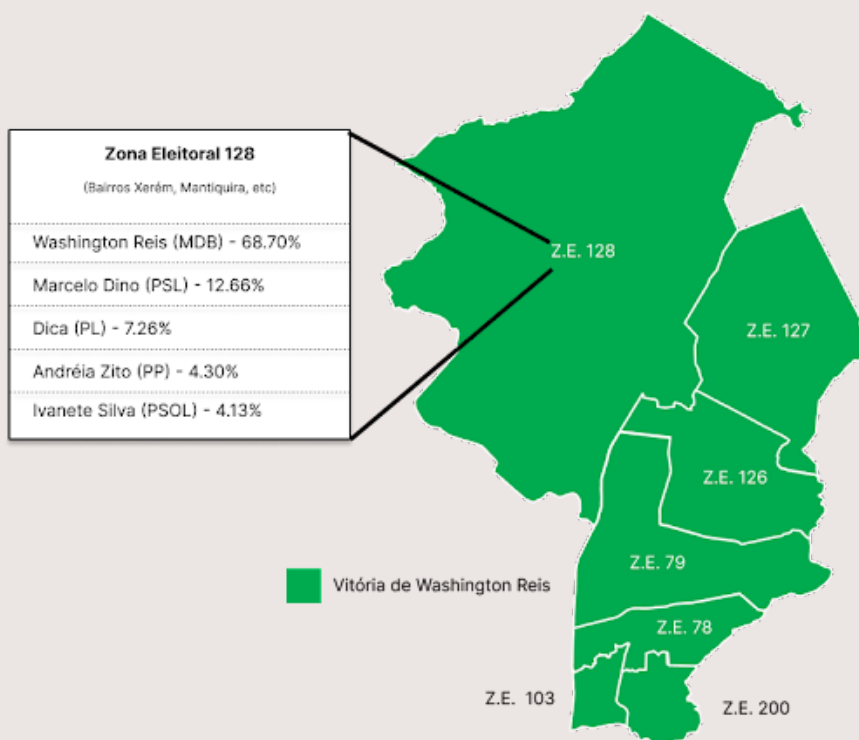 Zona Eleitoral 128
(Bairros Xerém, Mantiquira, etc)
Washington Reis (MDB) - 68.70%
Marcelo Dino (PSL) - 12.66%
Dica (PL) - 7.26%
Andréia Zito (PP) - 4.30%
Ivanete Silva (PSOL) - 4.13%
Z.E. 128
Z.E. 127
Z.E. 126
Z.E. 79
Vitória de Washington Reis
Z.E. 78
Z.E. 103
Z.E. 200